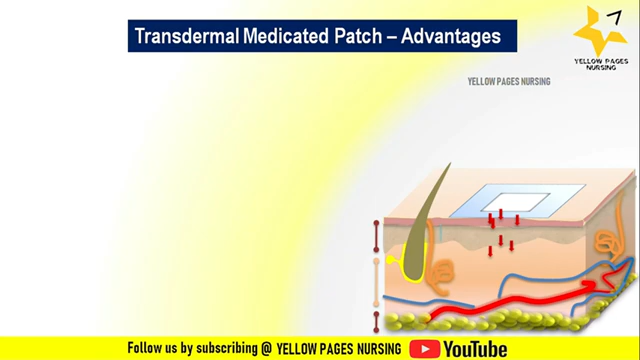 Transdermal Medicated Patch – Advantages
YELLOW PAGES
NURSING
YELLOW PAGES NURSING
Follow us by subscribing @ YELLOW PAGES NURSING YouTube